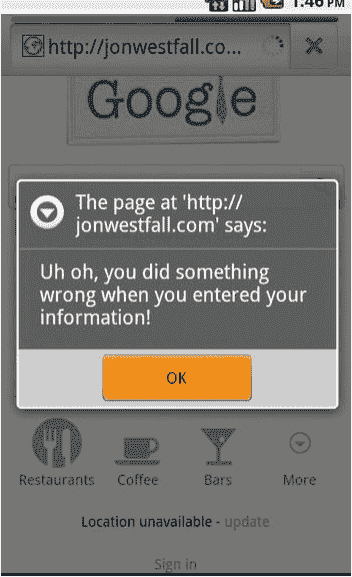 1:46 PM
http://jonwestfall.co...
Google
The page at 'http://
jonwestfall.com' says:
Uh oh, you did something
wrong when you entered your
information!
OK
Restaurants Coffee Bars More
Location unavailable - update
Sign in